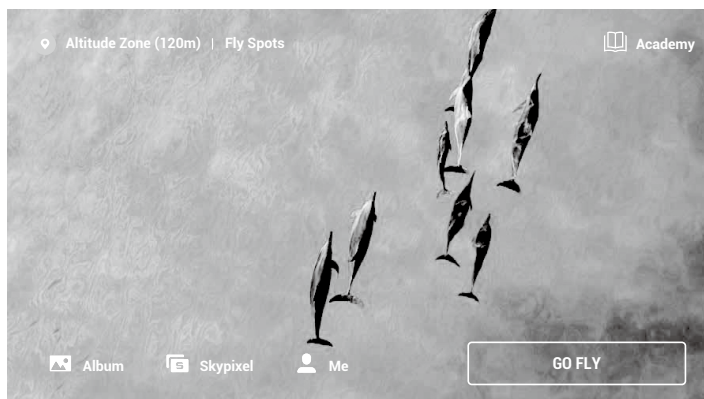 Altitude Zone (120m) | Fly Spots
Academy
Album
Skypixel
Me
GO FLY